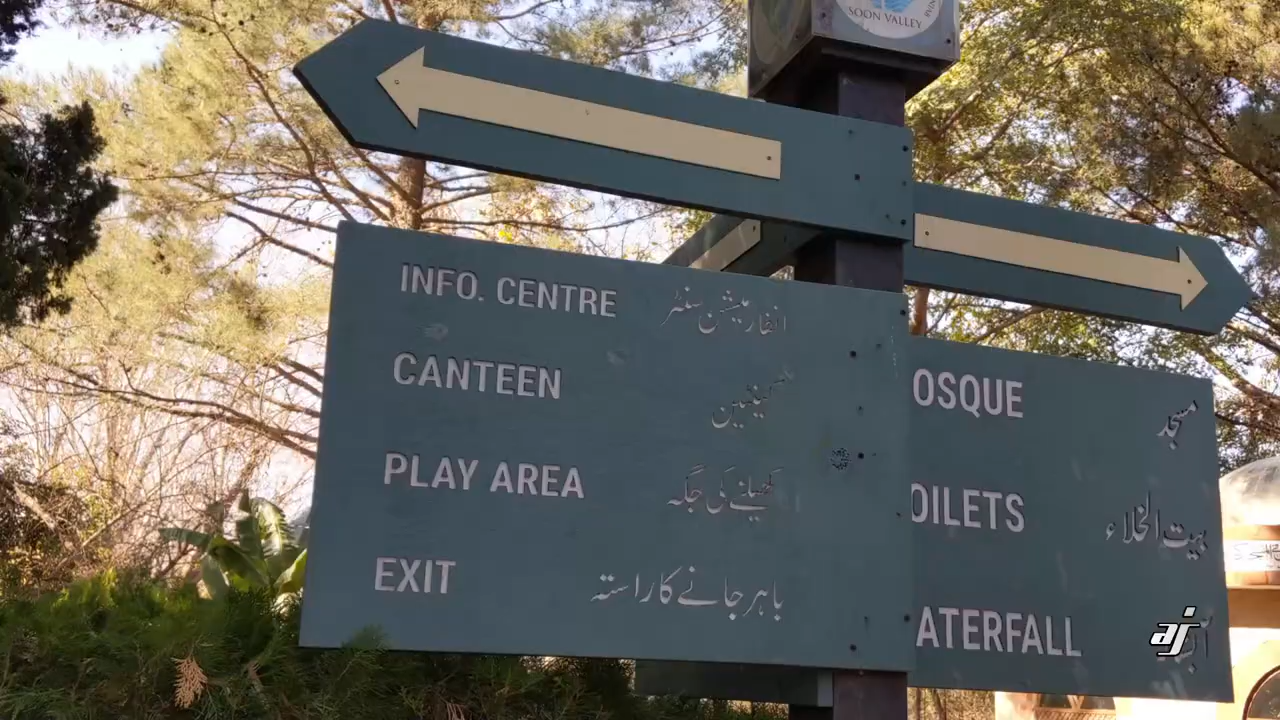 SOON VALLEY
INFO. CENTRE انفارمیشن سنٹر
CANTEEN کینٹین
PLAY AREA کھیلنے کی جگہ
EXIT باہر جانے کا راستہ
OSQUE مسجد
OILETS بیت الخلاء
ATERFALL
aj